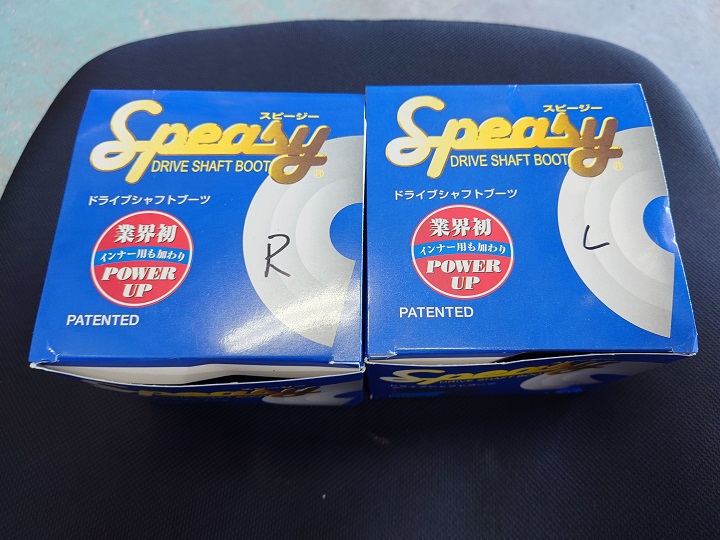 スピージー
Speasy
DRIVE SHAFT BOOT
®
ドライブシャフトブーツ
業界初
インナー用も加わり
POWER
UP
R
PATENTED
スピージー
Speasy
DRIVE SHAFT BOOT
®
ドライブシャフトブーツ
業界初
インナー用も加わり
POWER
UP
L
PATENTED
Speasy
Speasy